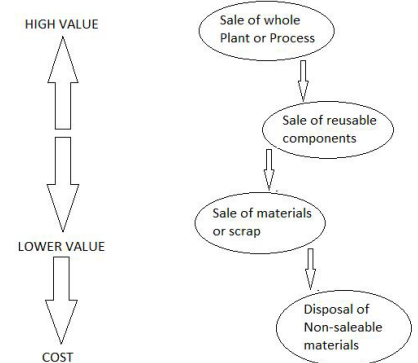 HIGH VALUE
Sale of whole
Plant or Process
Sale of reusable
components
Sale of materials
or scrap
LOWER VALUE
Disposal of
Non-saleable
materials
COST